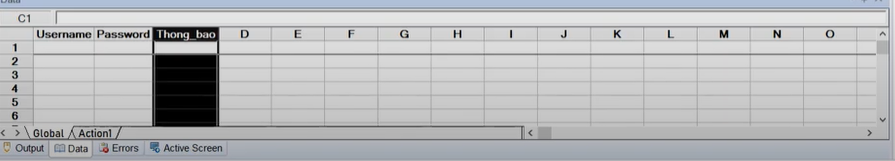 Data
C1
Username Password Thong_bao D E F G H I J K L M N O
1
2
3
4
5
6
Global Action1
Output Data Errors Active Screen